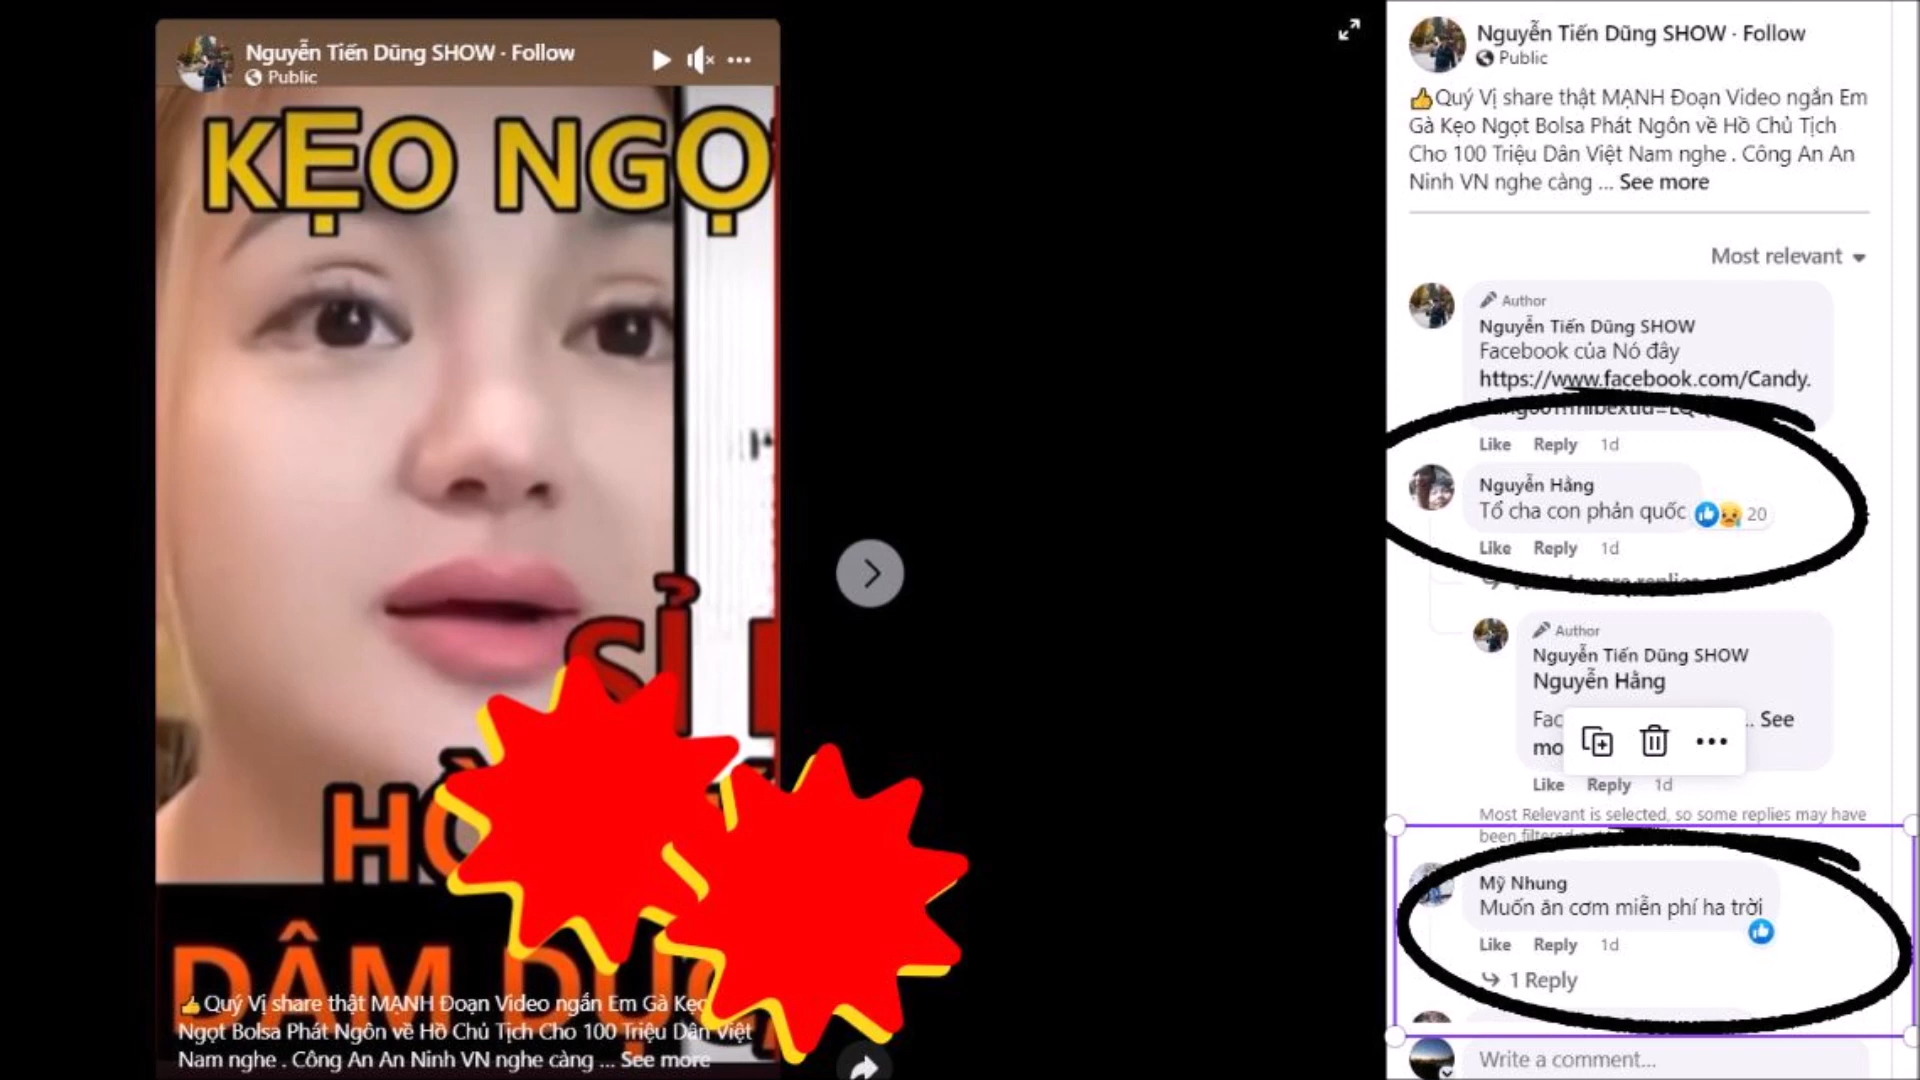 Nguyễn Tiến Dũng SHOW · Follow
Public
KẸO NGỌ
SỈ
DÂM DỤC
👍Quý Vị share thật MẠNH Đoạn Video ngắn Em Gà Kẹo
Ngọt Bolsa Phát Ngôn về Hồ Chủ Tịch Cho 100 Triệu Dân Việt
Nam nghe . Công An An Ninh VN nghe càng ... See more
Nguyễn Tiến Dũng SHOW · Follow
Public
👍Quý Vị share thật MẠNH Đoạn Video ngắn Em
Gà Kẹo Ngọt Bolsa Phát Ngôn về Hồ Chủ Tịch
Cho 100 Triệu Dân Việt Nam nghe . Công An An
Ninh VN nghe càng ... See more
Most relevant
Author
Nguyễn Tiến Dũng SHOW
Facebook của Nó đây
https://www.facebook.com/Candy.
Like Reply 1d
Nguyễn Hằng
Tổ cha con phản quốc
20
Like Reply 1d
Author
Nguyễn Tiến Dũng SHOW
Nguyễn Hằng
See
Like Reply 1d
Most Relevant is selected, so some replies may have
been filtered
Mỹ Nhung
Muốn ăn cơm miễn phí ha trời
Like Reply 1d
1 Reply
Write a comment...